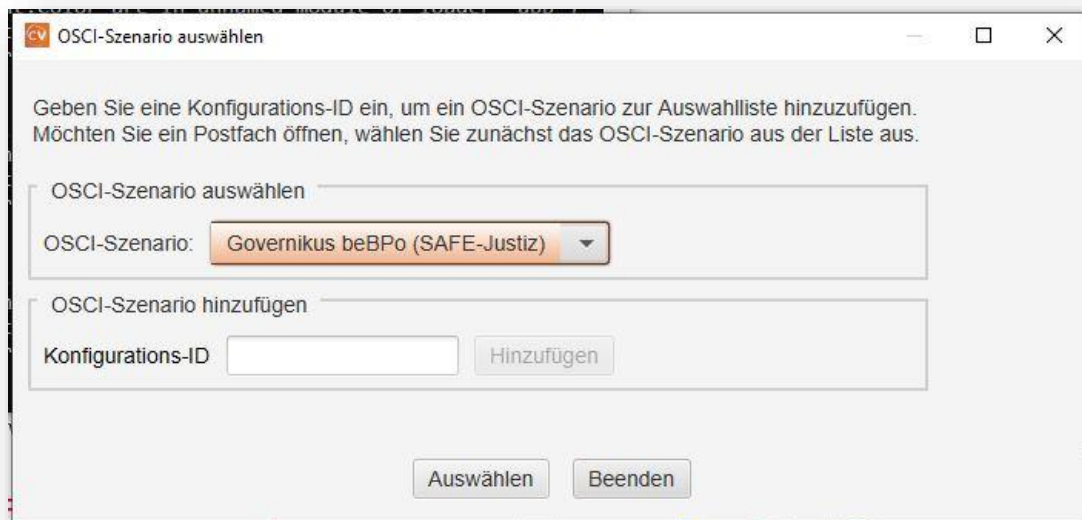 CV OSCI-Szenario auswählen
Geben Sie eine Konfigurations-ID ein, um ein OSCI-Szenario zur Auswahlliste hinzuzufügen.
Möchten Sie ein Postfach öffnen, wählen Sie zunächst das OSCI-Szenario aus der Liste aus.
OSCI-Szenario auswählen
OSCI-Szenario: Governikus beBPo (SAFE-Justiz)
OSCI-Szenario hinzufügen
Konfigurations-ID Hinzufügen
Auswählen Beenden